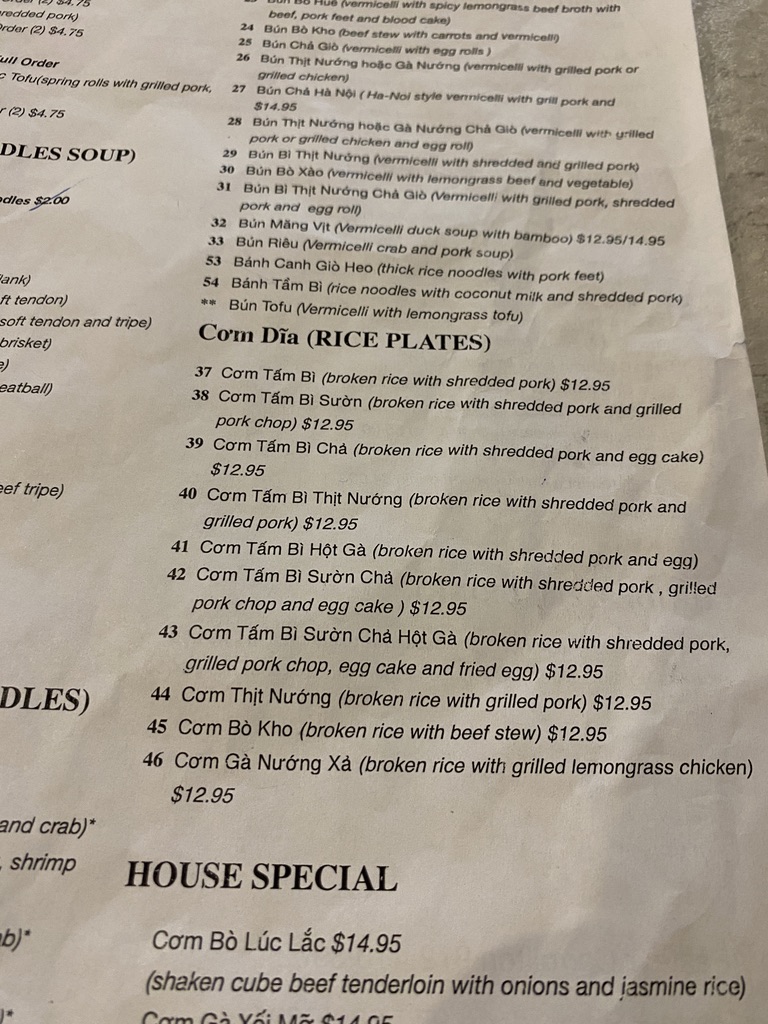 redded pork)
Order (2) $4.75
ull Order
c Tofu(spring rolls with grilled pork,
r (2) $4.75
DLES SOUP)
odles $2.00
lank)
ft tendon)
soft tendon and tripe)
brisket)
e)
eatball)
eef tripe)
DLES)
and crab)*
, shrimp
ab)*
)*
Bún Bò Huế (vermicelli with spicy lemongrass beef broth with
beef, pork feet and blood cake)
24 Bún Bò Kho (beef stew with carrots and vermicelli)
25 Bún Chả Giò (vermicelli with egg rolls )
26 Bún Thịt Nướng hoặc Gà Nướng (vermicelli with grilled pork or
grilled chicken)
27 Bún Chả Hà Nội ( Ha-Noi style vermicelli with grill pork and
$14.95
28 Bún Thịt Nướng hoặc Gà Nướng Chả Giò (vermicelli with grilled
pork or grilled chicken and egg roll)
29 Bún Bì Thịt Nướng (vermicelli with shredded and grilled pork)
30 Bún Bò Xào (vermicelli with lemongrass beef and vegetable)
31 Bún Bì Thịt Nướng Chả Giò (Vermicelli with grilled pork, shredded
pork and egg roll)
32 Bún Măng Vịt (Vermicelli duck soup with bamboo) $12.95/14.95
33 Bún Riêu (Vermicelli crab and pork soup)
53 Bánh Canh Giò Heo (thick rice noodles with pork feet)
54 Bánh Tầm Bì (rice noodles with coconut milk and shredded pork)
** Bún Tofu (Vermicelli with lemongrass tofu)
Cơm Dĩa (RICE PLATES)
37 Cơm Tấm Bì (broken rice with shredded pork) $12.95
38 Cơm Tấm Bì Sườn (broken rice with shredded pork and grilled
pork chop) $12.95
39 Cơm Tấm Bì Chả (broken rice with shredded pork and egg cake)
$12.95
40 Cơm Tấm Bì Thịt Nướng (broken rice with shredded pork and
grilled pork) $12.95
41 Cơm Tấm Bì Hột Gà (broken rice with shredded pork and egg)
42 Cơm Tấm Bì Sườn Chả (broken rice with shredded pork , grilled
pork chop and egg cake ) $12.95
43 Cơm Tấm Bì Sườn Chả Hột Gà (broken rice with shredded pork,
grilled pork chop, egg cake and fried egg) $12.95
44 Cơm Thịt Nướng (broken rice with grilled pork) $12.95
45 Cơm Bò Kho (broken rice with beef stew) $12.95
46 Cơm Gà Nướng Xả (broken rice with grilled lemongrass chicken)
$12.95
HOUSE SPECIAL
Cơm Bò Lúc Lắc $14.95
(shaken cube beef tenderloin with onions and jasmine rice)
Cơm Gà Xối Mỡ $14.95